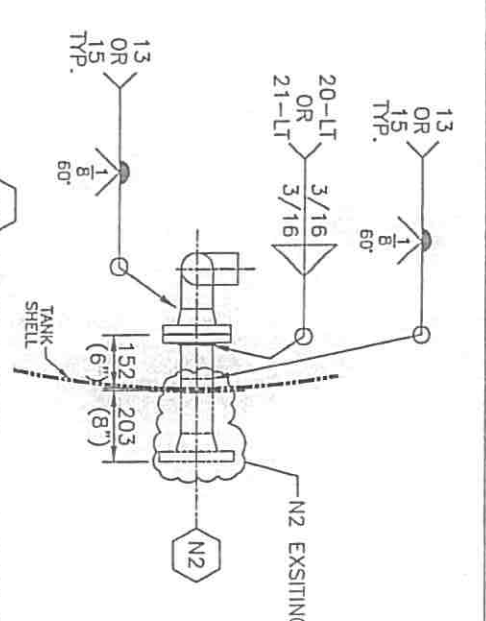 13
OR
15
TYP.
1/8
60°
20-LT
OR
21-LT
3/16
3/16
13
OR
15
TYP.
1/8
60°
TANK
SHELL
152
(6")
203
(8")
N2 EXSITING
N2